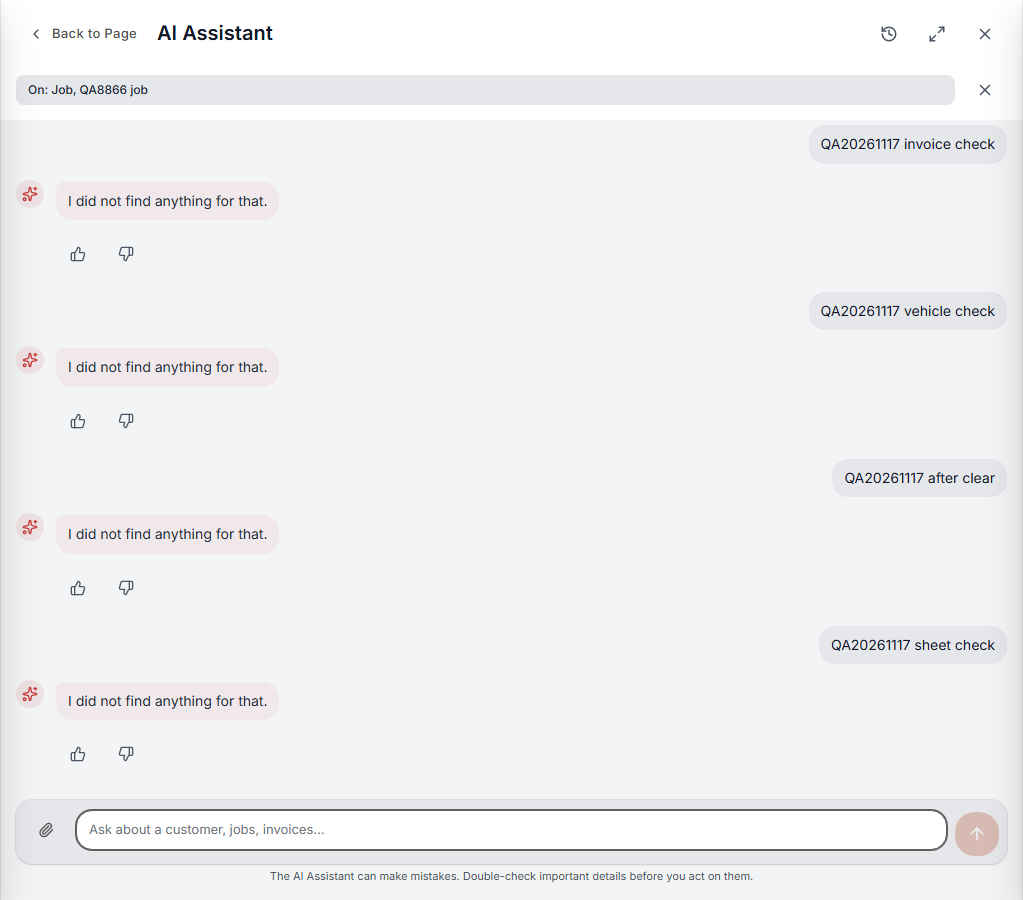 Back to Page AI Assistant
On: Job, QA8866 job
QA20261117 invoice check
I did not find anything for that.
QA20261117 vehicle check
I did not find anything for that.
QA20261117 after clear
I did not find anything for that.
QA20261117 sheet check
I did not find anything for that.
Ask about a customer, jobs, invoices...
The AI Assistant can make mistakes. Double-check important details before you act on them.